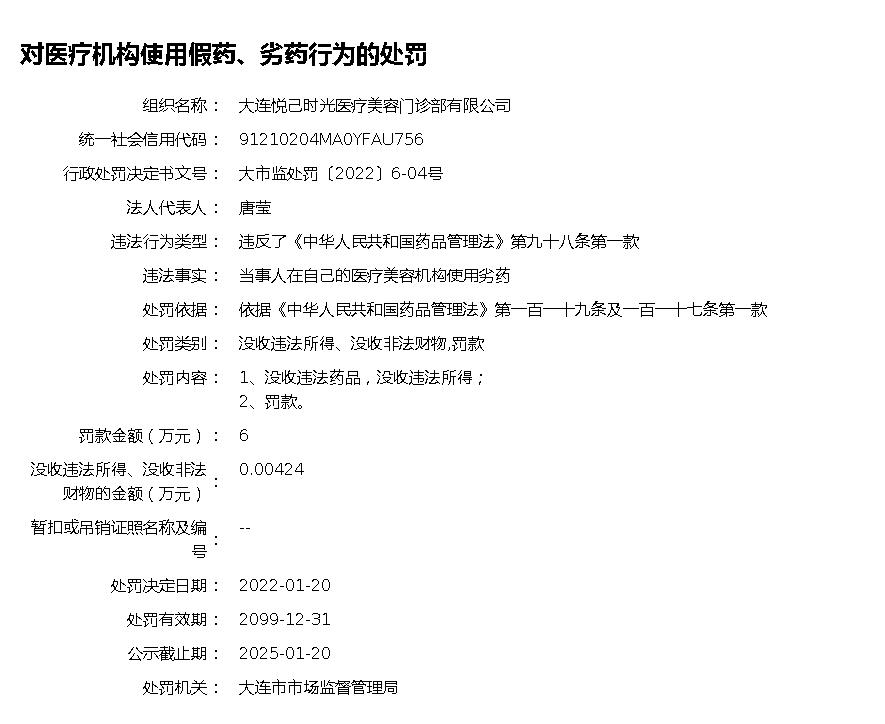 对医疗机构使用假药、劣药行为的处罚
组织名称： 大连悦己时光医疗美容门诊部有限公司
统一社会信用代码： 91210204MA0YFAU756
行政处罚决定书文号： 大市监处罚〔2022〕6-04号
法人代表人： 唐莹
违法行为类型： 违反了《中华人民共和国药品管理法》第九十八条第一款
违法事实： 当事人在自己的医疗美容机构使用劣药
处罚依据： 依据《中华人民共和国药品管理法》第一百一十九条及一百一十七条第一款
处罚类别： 没收违法所得、没收非法财物,罚款
处罚内容： 1、没收违法药品，没收违法所得；
2、罚款。
罚款金额（万元）： 6
没收违法所得、没收非法
财物的金额（万元）： 0.00424
暂扣或吊销证照名称及编
号： --
处罚决定日期： 2022-01-20
处罚有效期： 2099-12-31
公示截止期： 2025-01-20
处罚机关： 大连市市场监督管理局